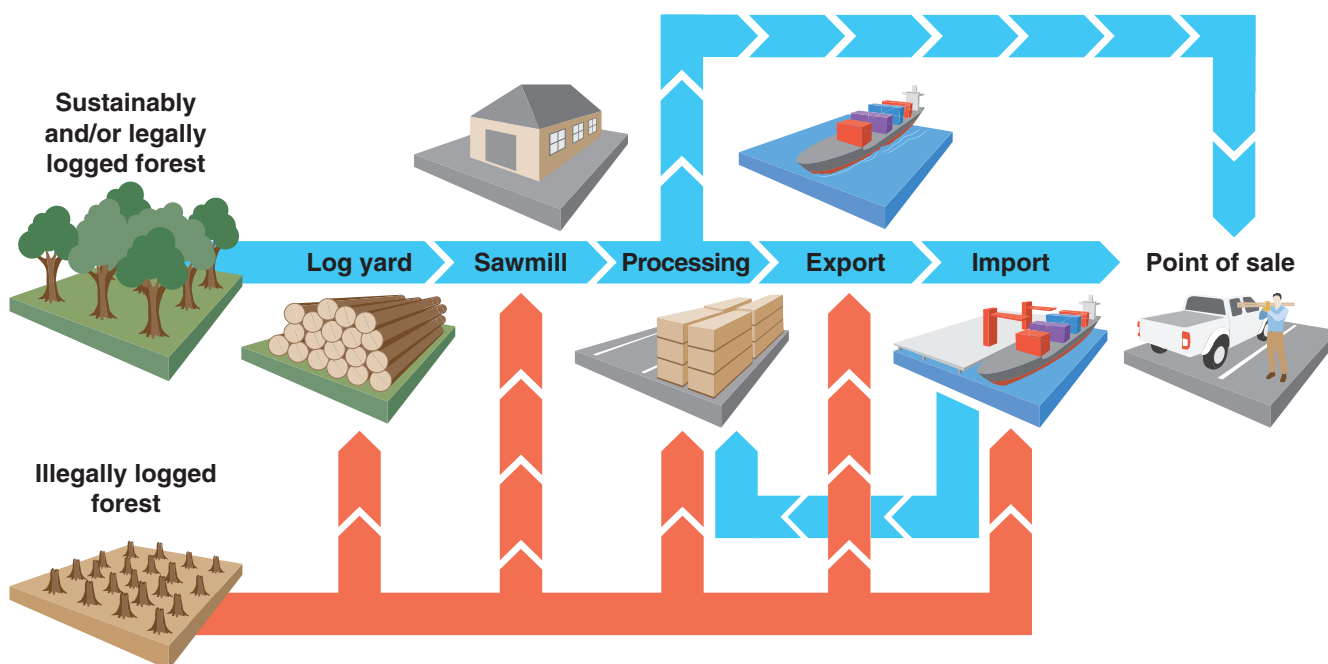 Sustainably
and/or legally
logged forest
Log yard
Sawmill
Processing
Export
Import
Point of sale
Illegally logged
forest